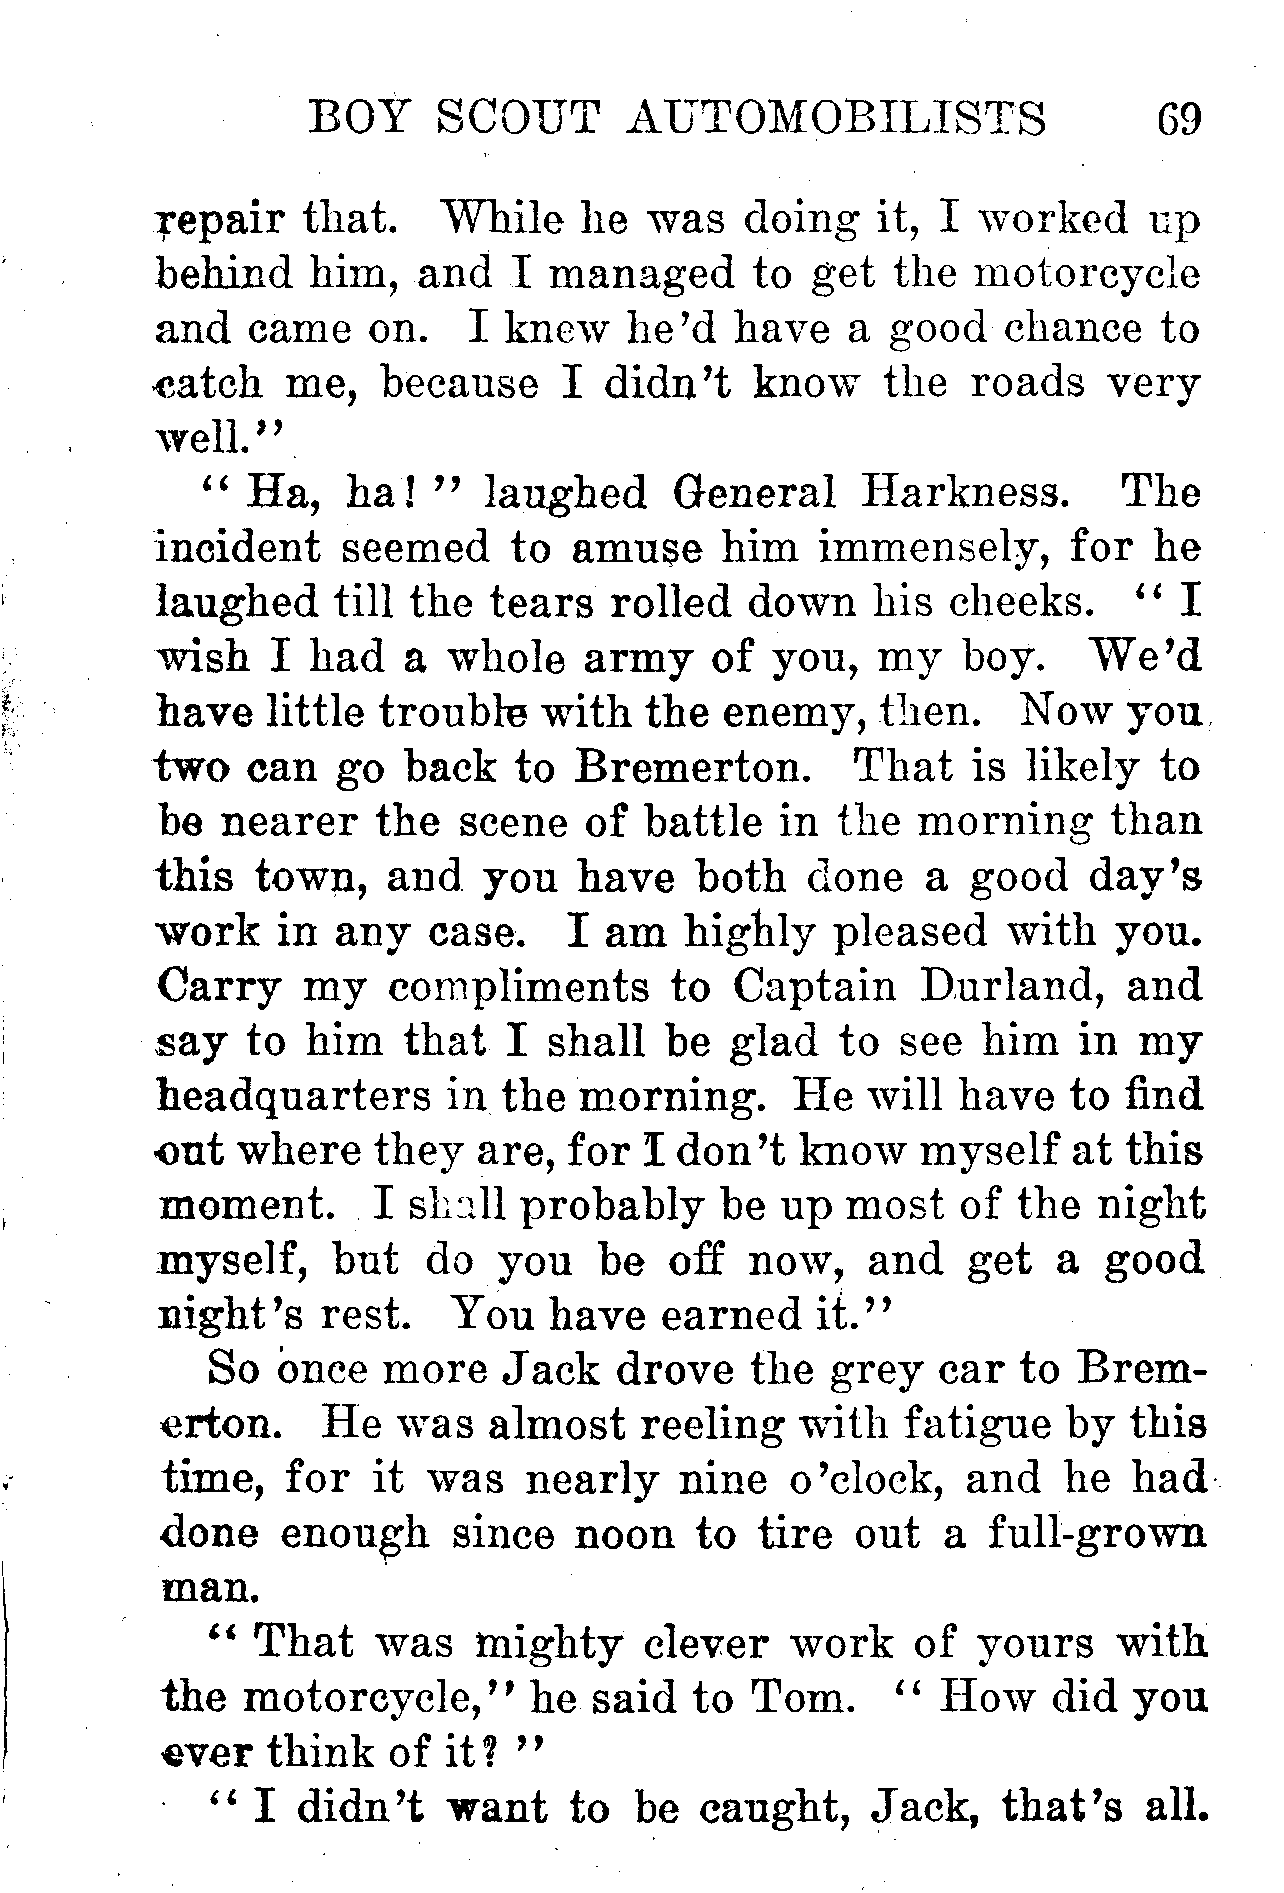 BOY SCOUT AUTOMOBILISTS 69
repair that. While he was doing it, I worked up
behind him, and I managed to get the motorcycle
and came on. I knew he'd have a good chance to
catch me, because I didn't know the roads very
well."
" Ha, ha! " laughed General Harkness. The
incident seemed to amuse him immensely, for he
laughed till the tears rolled down his cheeks. " I
wish I had a whole army of you, my boy. We'd
have little trouble with the enemy, then. Now you
two can go back to Bremerton. That is likely to
be nearer the scene of battle in the morning than
this town, and you have both done a good day's
work in any case. I am highly pleased with you.
Carry my compliments to Captain Durland, and
say to him that I shall be glad to see him in my
headquarters in the morning. He will have to find
out where they are, for I don't know myself at this
moment. I shall probably be up most of the night
myself, but do you be off now, and get a good
night's rest. You have earned it."
So once more Jack drove the grey car to Brem-
erton. He was almost reeling with fatigue by this
time, for it was nearly nine o'clock, and he had
done enough since noon to tire out a full-grown
man.
" That was mighty clever work of yours with
the motorcycle," he said to Tom. " How did you
ever think of it? "
" I didn't want to be caught, Jack, that's all.